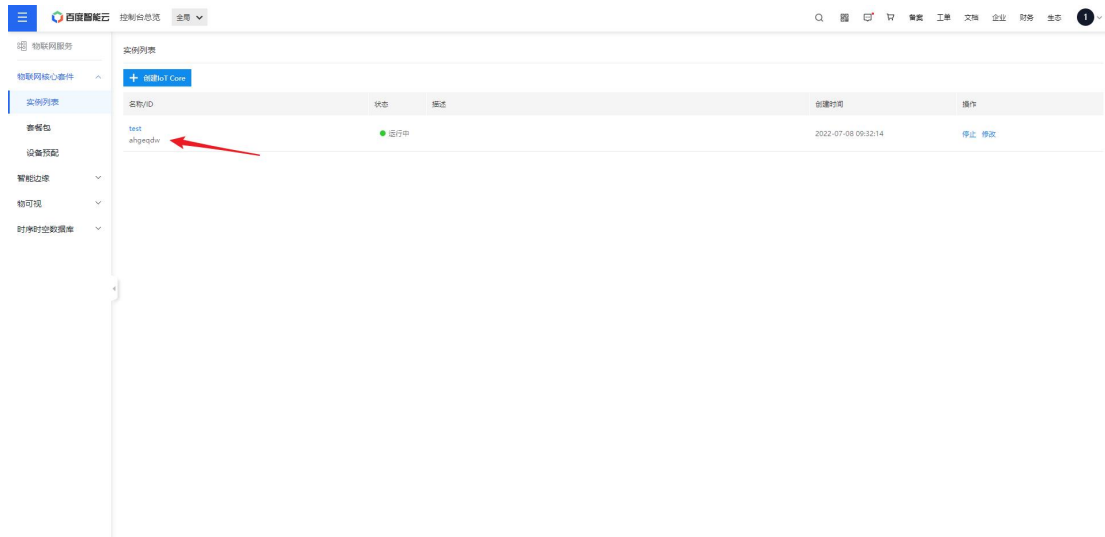 百度智能云 控制台总览 全局 备案 工单 文档 企业 财务 生态 1
物联网服务
实例列表
物联网核心套件
+ 创建IoT Core
实例列表
名称/ID 状态 描述 创建时间 操作
套餐包
test
ahgeqdw
运行中 2022-07-08 09:32:14 停止 修改
设备预配
智能边缘
物可视
时序时空数据库